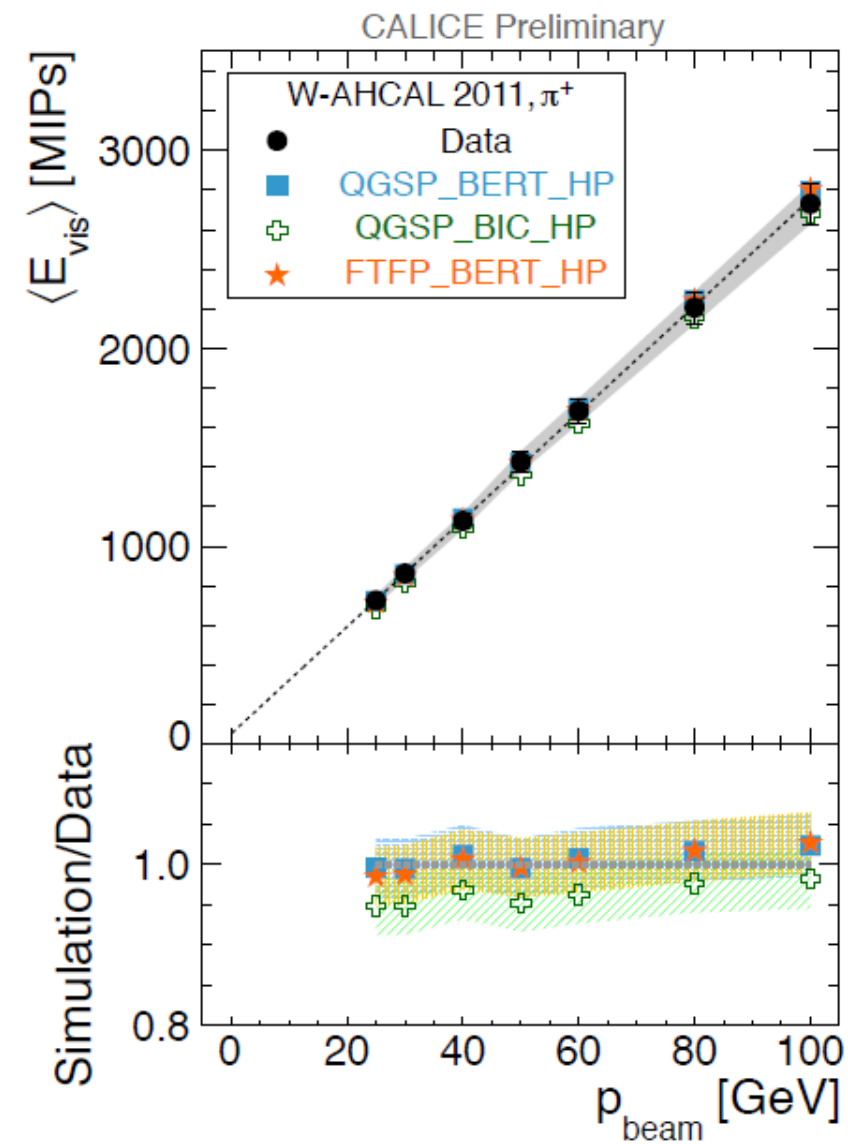 CALICE Preliminary
W-AHCAL 2011, π⁺
Data
QGSP_BERT_HP
QGSP_BIC_HP
FTFP_BERT_HP
⟨E_vis⟩ [MIPs]
3000
2000
1000
0
Simulation/Data
1.0
0.8
0 20 40 60 80 100
p_beam [GeV]